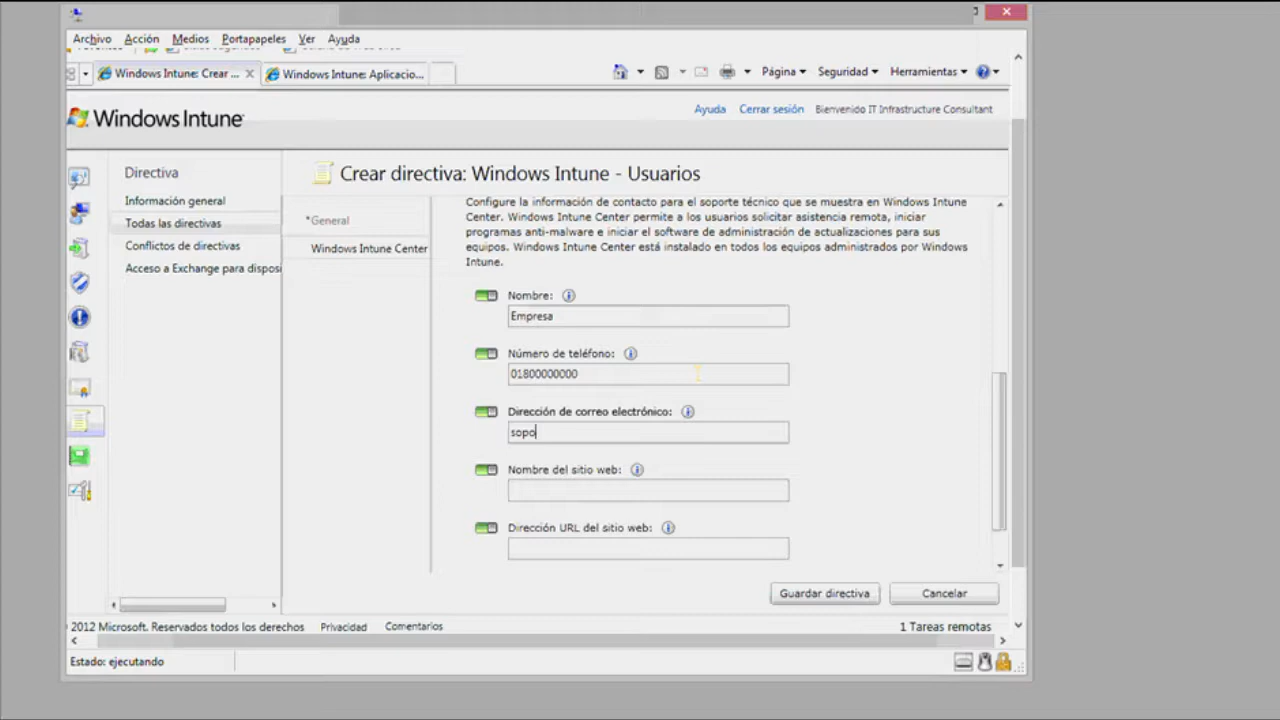 Archivo Acción Medios Portapapeles Ver Ayuda
Windows Intune: Crear ... Windows Intune: Aplicacio... Página Seguridad Herramientas
Windows Intune
Ayuda Cerrar sesión Bienvenido IT Infrastructure Consultant
Directiva
Información general
Todas las directivas
Conflictos de directivas
Acceso a Exchange para disposi
Crear directiva: Windows Intune - Usuarios
*General
Windows Intune Center
Configure la información de contacto para el soporte técnico que se muestra en Windows Intune
Center. Windows Intune Center permite a los usuarios solicitar asistencia remota, iniciar
programas anti-malware e iniciar el software de administración de actualizaciones para sus
equipos. Windows Intune Center está instalado en todos los equipos administrados por Windows
Intune.
Nombre:
Empresa
Número de teléfono:
01800000000
Dirección de correo electrónico:
sopo
Nombre del sitio web:
Dirección URL del sitio web:
Guardar directiva Cancelar
2012 Microsoft. Reservados todos los derechos Privacidad Comentarios 1 Tareas remotas
Estado: ejecutando